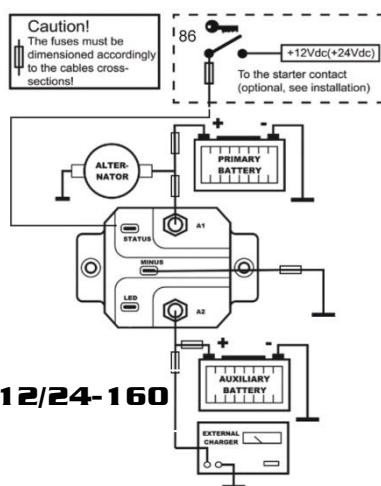 Caution!
The fuses must be
dimensioned accordingly
to the cables cross-
sections!
86
+12Vdc(+24Vdc)
To the starter contact
(optional, see installation)
+ -
PRIMARY
BATTERY
ALTER-
NATOR
A1
STATUS
MINUS
LED
A2
+ -
AUXILIARY
BATTERY
12/24-160
EXTERNAL
CHARGER